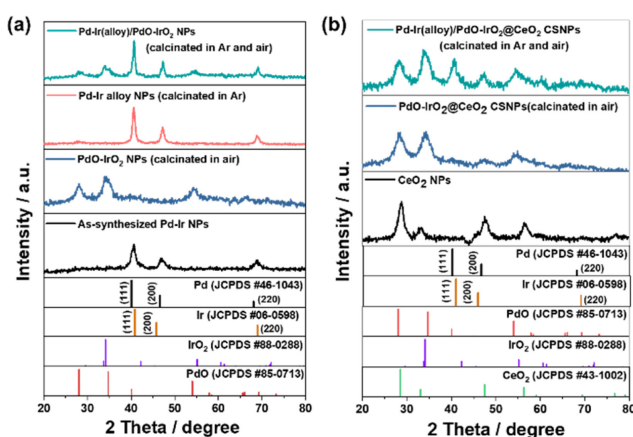 (a)
Pd-Ir(alloy)/PdO-IrO₂ NPs
(calcinated in Ar and air)
Pd-Ir alloy NPs (calcinated in Ar)
PdO-IrO₂ NPs (calcinated in air)
As-synthesized Pd-Ir NPs
Pd (JCPDS #46-1043)
(111)
(200)
(220)
Ir (JCPDS #06-0598)
(111)
(200)
(220)
IrO₂ (JCPDS #88-0288)
PdO (JCPDS #85-0713)
Intensity / a.u.
20 30 40 50 60 70 80
2 Theta / degree
(b)
Pd-Ir(alloy)/PdO-IrO₂@CeO₂ CSNPs
(calcinated in Ar and air)
PdO-IrO₂@CeO₂ CSNPs(calcinated in air)
CeO₂ NPs
Pd (JCPDS #46-1043)
(111)
(200)
(220)
Ir (JCPDS #06-0598)
(111)
(200)
(220)
PdO (JCPDS #85-0713)
IrO₂ (JCPDS #88-0288)
CeO₂ (JCPDS #43-1002)
Intensity / a.u.
20 30 40 50 60 70 80
2 Theta / degree